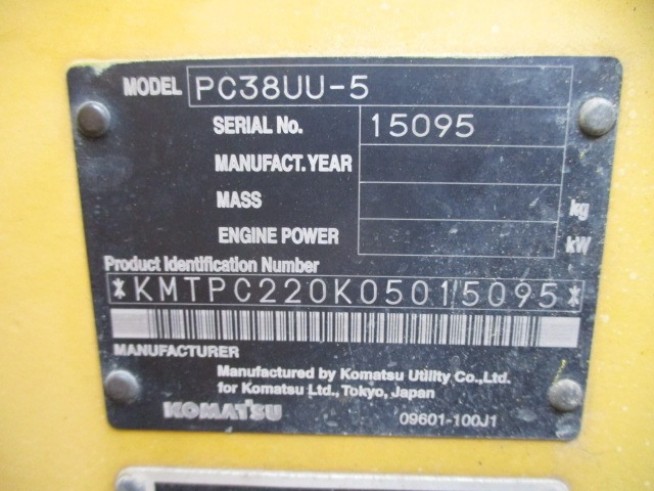 MODEL PC38UU-5
SERIAL No. 15095
MANUFACT. YEAR
MASS kg
ENGINE POWER kW
Product Identification Number
*KMTPC220K05015095*
MANUFACTURER
Manufactured by Komatsu Utility Co.,Ltd.
for Komatsu Ltd.,Tokyo, Japan
KOMATSU 09601-100J1